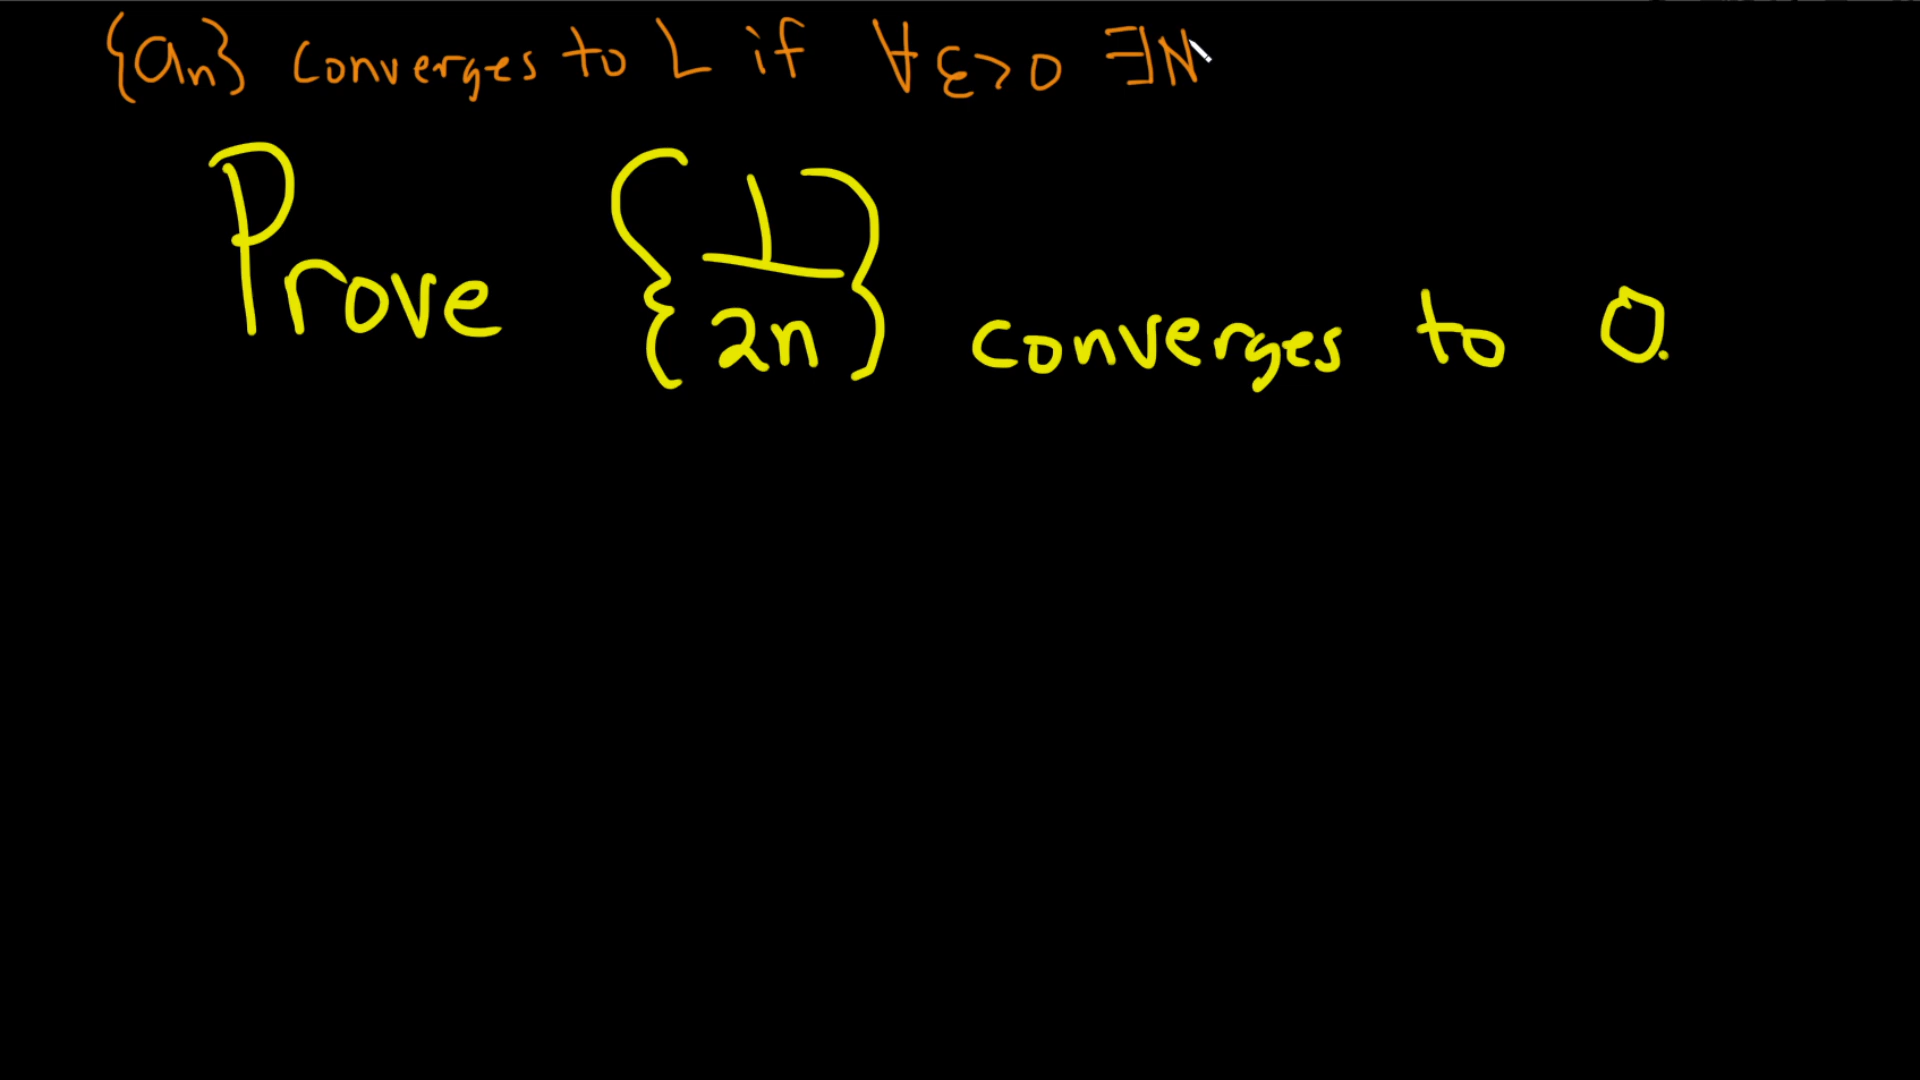 {aₙ} converges to L if ∀ε>0 ∃N
Prove {1/2n} converges to 0.